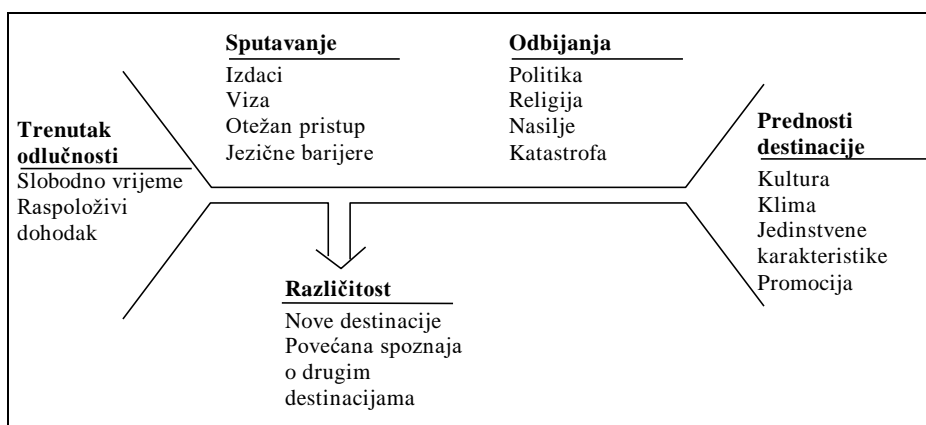 Sputavanje
Izdaci
Viza
Otežan pristup
Jezične barijere
Odbijanja
Politika
Religija
Nasilje
Katastrofa
Trenutak
odlučnosti
Slobodno vrijeme
Raspoloživi
dohodak
Prednosti
destinacije
Kultura
Klima
Jedinstvene
karakteristike
Promocija
Različitost
Nove destinacije
Povećana spoznaja
o drugim
destinacijama